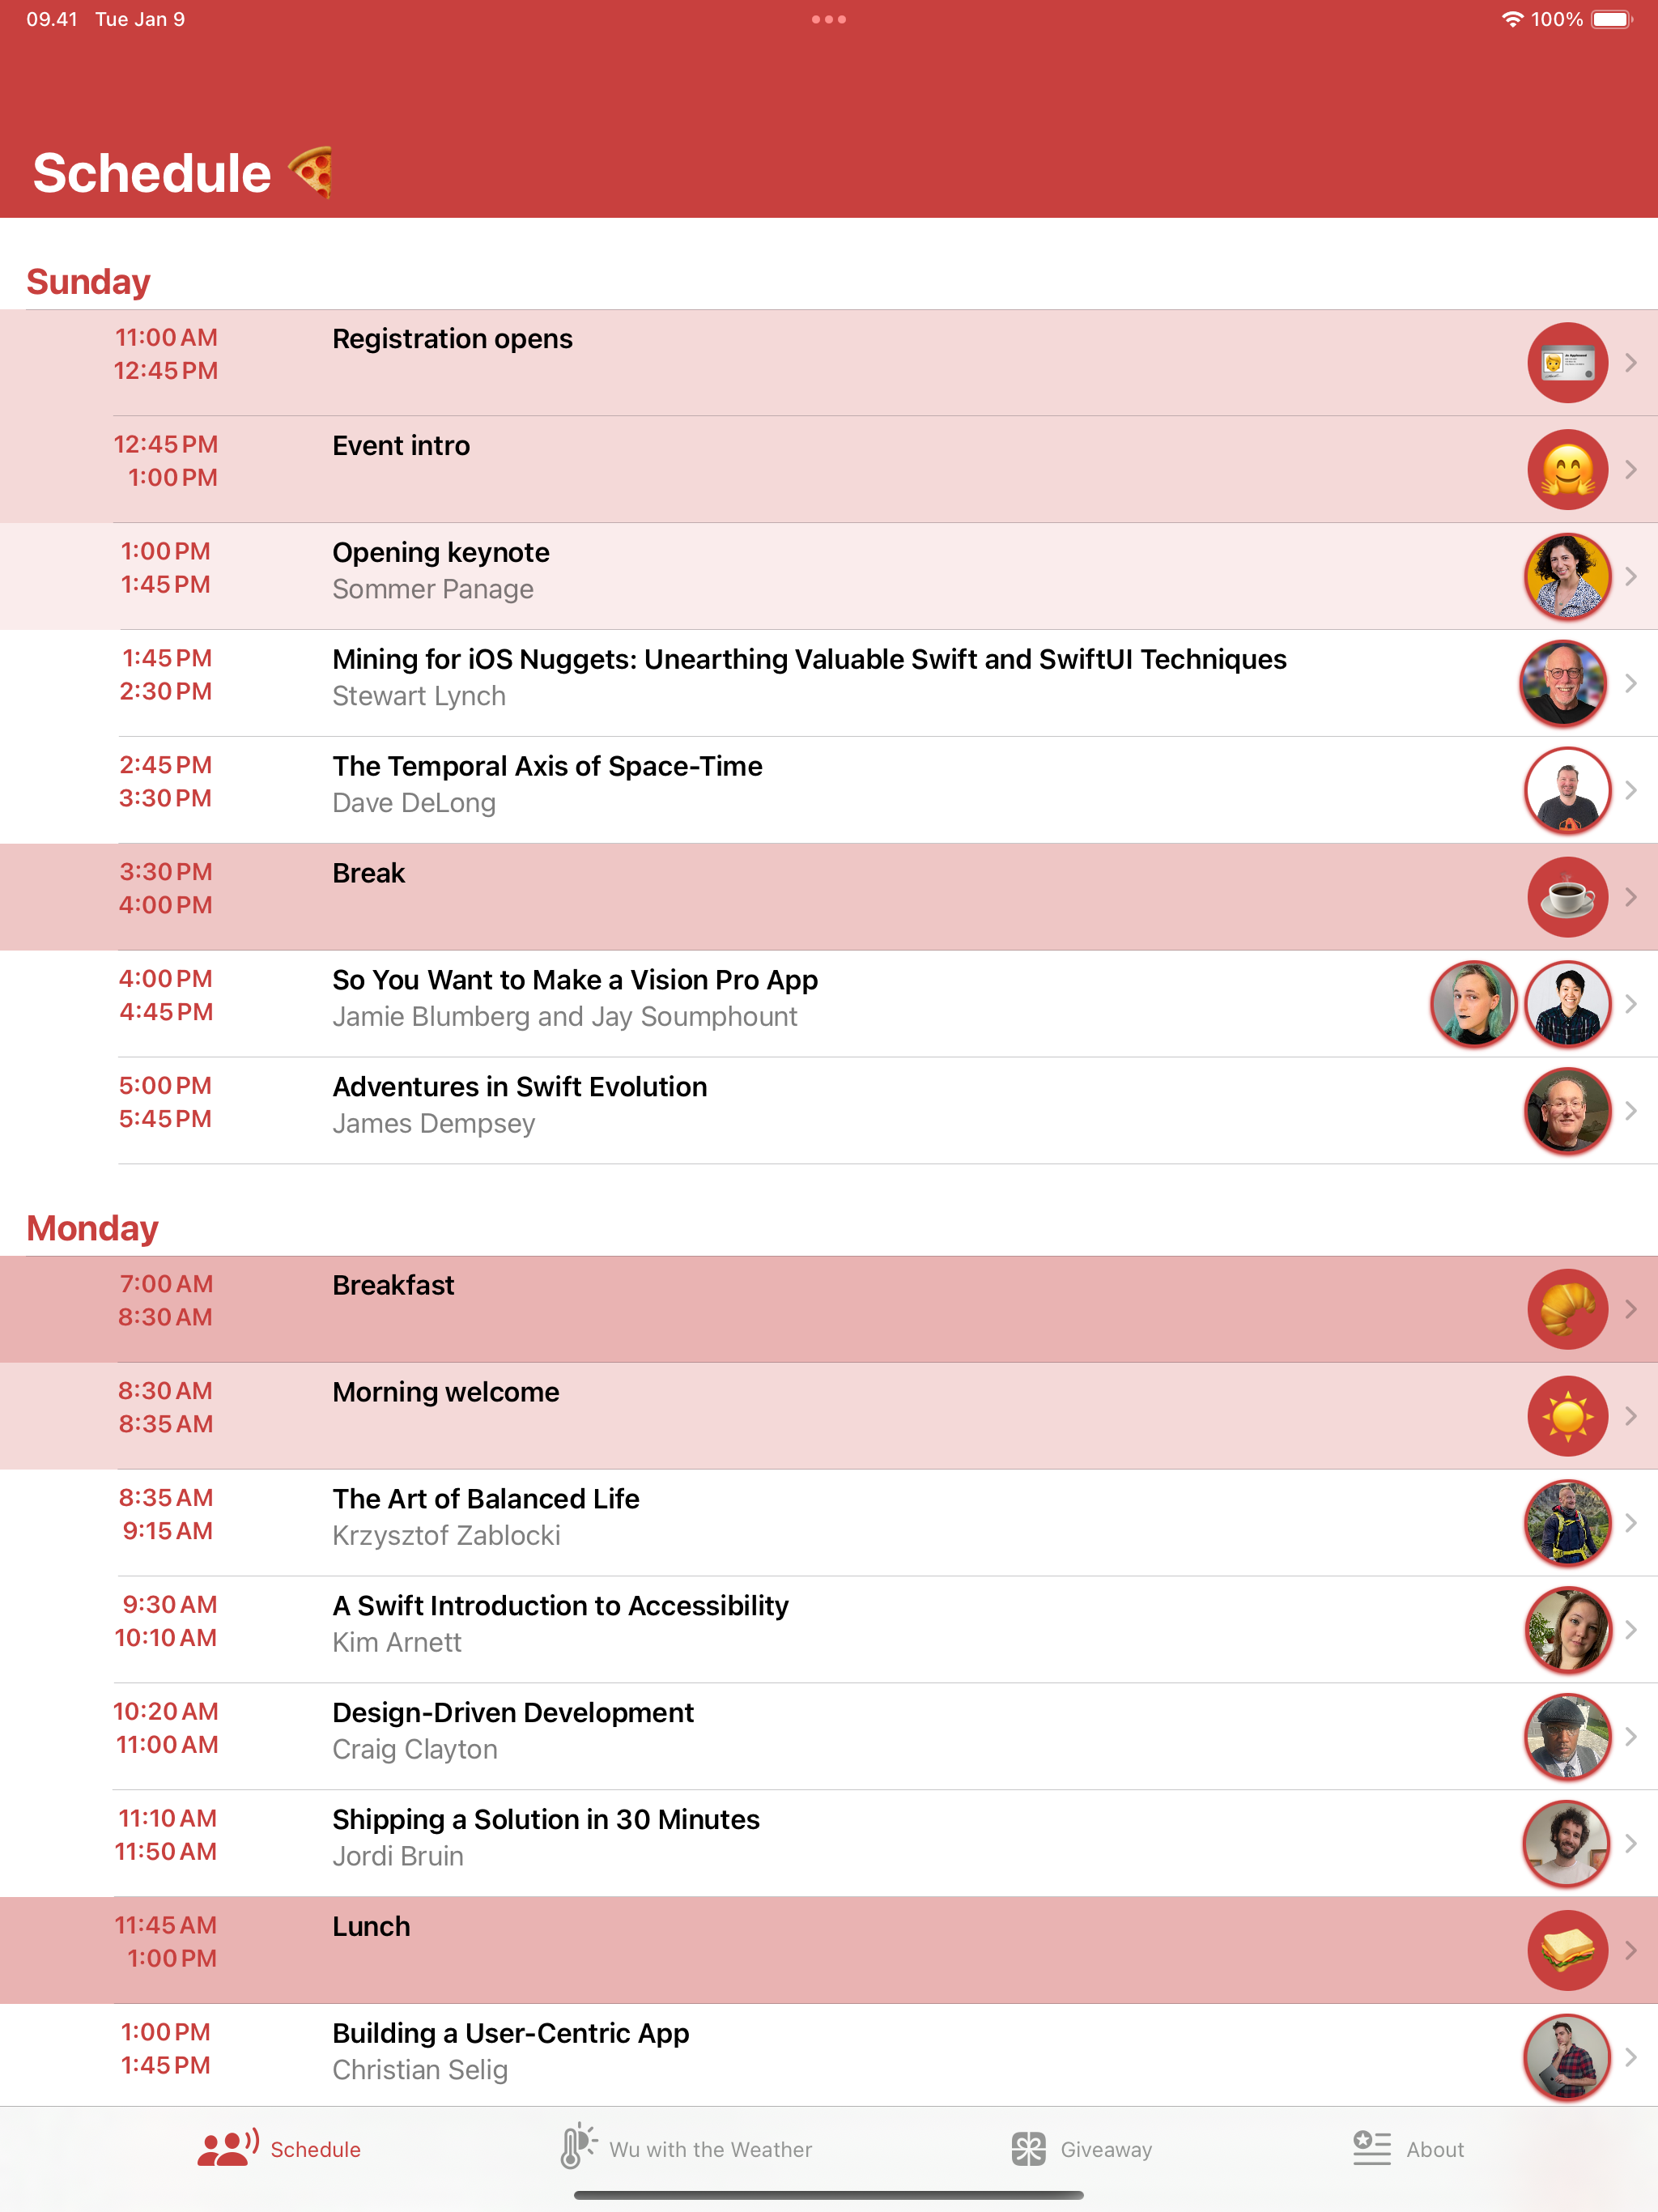 09.41 Tue Jan 9
100%
Schedule
Sunday
11:00 AM
12:45 PM
Registration opens
12:45 PM
1:00 PM
Event intro
1:00 PM
1:45 PM
Opening keynote
Sommer Panage
1:45 PM
2:30 PM
Mining for iOS Nuggets: Unearthing Valuable Swift and SwiftUI Techniques
Stewart Lynch
2:45 PM
3:30 PM
The Temporal Axis of Space-Time
Dave DeLong
3:30 PM
4:00 PM
Break
4:00 PM
4:45 PM
So You Want to Make a Vision Pro App
Jamie Blumberg and Jay Soumphount
5:00 PM
5:45 PM
Adventures in Swift Evolution
James Dempsey
Monday
7:00 AM
8:30 AM
Breakfast
8:30 AM
8:35 AM
Morning welcome
8:35 AM
9:15 AM
The Art of Balanced Life
Krzysztof Zablocki
9:30 AM
10:10 AM
A Swift Introduction to Accessibility
Kim Arnett
10:20 AM
11:00 AM
Design-Driven Development
Craig Clayton
11:10 AM
11:50 AM
Shipping a Solution in 30 Minutes
Jordi Bruin
11:45 AM
1:00 PM
Lunch
1:00 PM
1:45 PM
Building a User-Centric App
Christian Selig
Schedule
Wu with the Weather
Giveaway
About